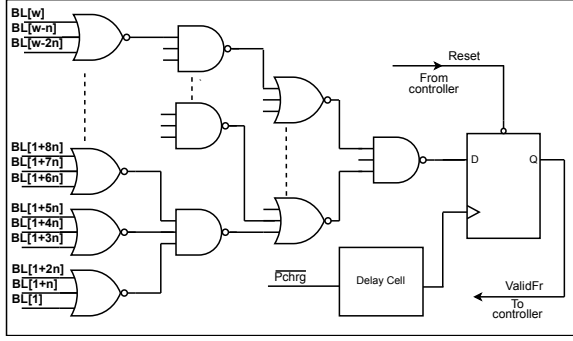 BL[w]
BL[w-n]
BL[w-2n]
Reset
From
controller
BL[1+8n]
BL[1+7n]
BL[1+6n]
D
Q
BL[1+5n]
BL[1+4n]
BL[1+3n]
Pchrg
Delay Cell
ValidFr
To
controller
BL[1+2n]
BL[1+n]
BL[1]